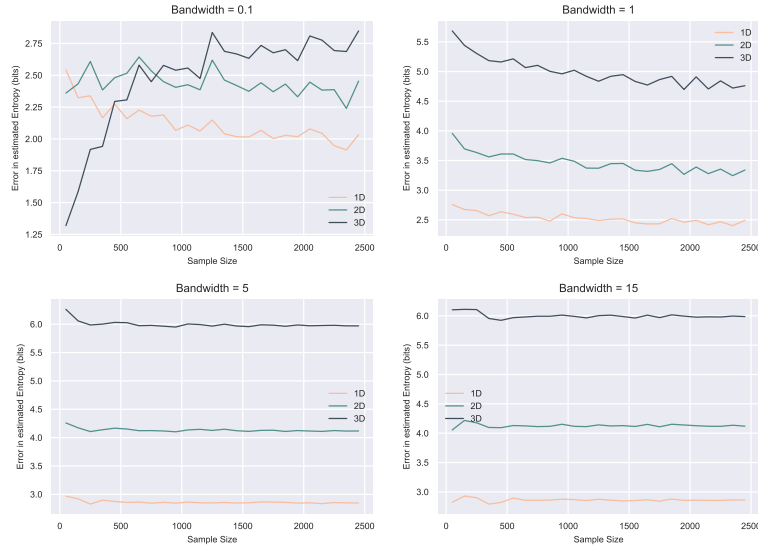 Bandwidth = 0.1
Error in estimated Entropy (bits)
2.75
2.50
2.25
2.00
1.75
1.50
1.25
1D
2D
3D
0 500 1000 1500 2000 2500
Sample Size
Bandwidth = 1
Error in estimated Entropy (bits)
5.5
5.0
4.5
4.0
3.5
3.0
2.5
1D
2D
3D
0 500 1000 1500 2000 2500
Sample Size
Bandwidth = 5
Error in estimated Entropy (bits)
6.0
5.5
5.0
4.5
4.0
3.5
3.0
1D
2D
3D
0 500 1000 1500 2000 2500
Sample Size
Bandwidth = 15
Error in estimated Entropy (bits)
6.0
5.5
5.0
4.5
4.0
3.5
3.0
1D
2D
3D
0 500 1000 1500 2000 2500
Sample Size